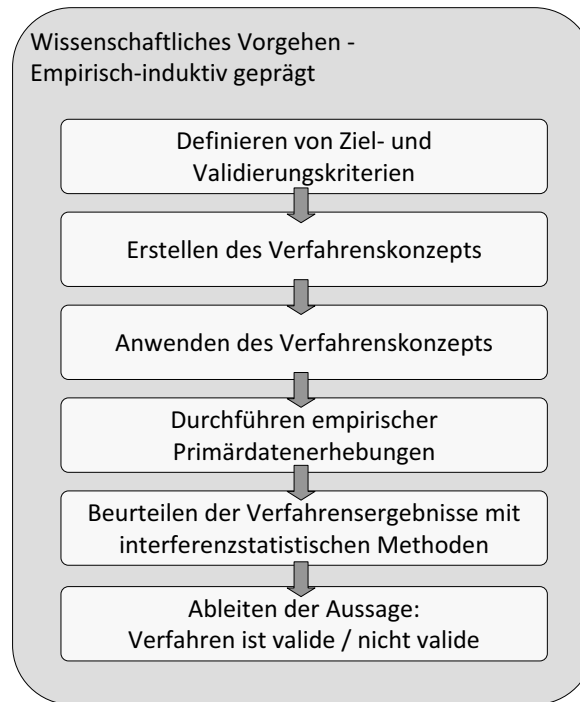 Wissenschaftliches Vorgehen -
Empirisch-induktiv geprägt
Definieren von Ziel- und
Validierungskriterien
Erstellen des Verfahrenskonzepts
Anwenden des Verfahrenskonzepts
Durchführen empirischer
Primärdatenerhebungen
Beurteilen der Verfahrensergebnisse mit
interferenzstatistischen Methoden
Ableiten der Aussage:
Verfahren ist valide / nicht valide